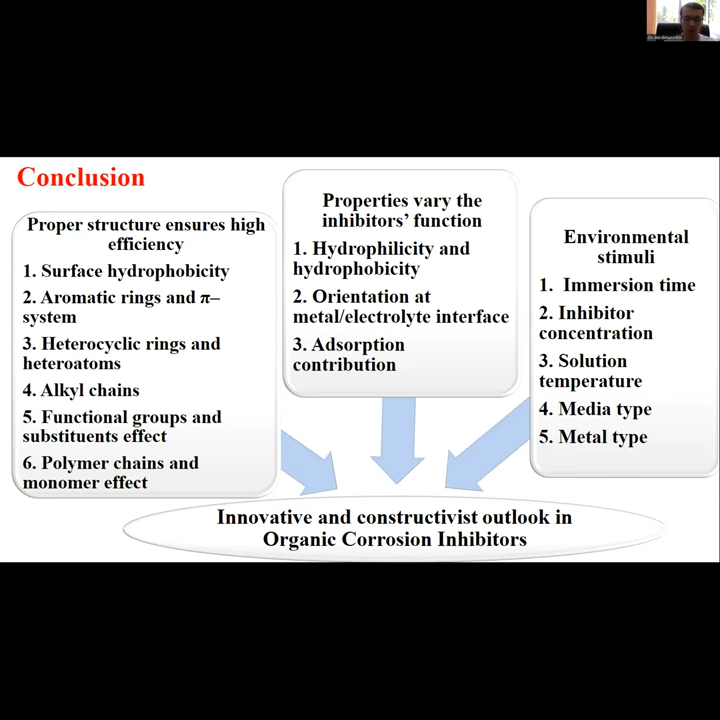 Conclusion
Proper structure ensures high
efficiency
1. Surface hydrophobicity
2. Aromatic rings and π–
system
3. Heterocyclic rings and
heteroatoms
4. Alkyl chains
5. Functional groups and
substituents effect
6. Polymer chains and
monomer effect
Properties vary the
inhibitors’ function
1. Hydrophilicity and
hydrophobicity
2. Orientation at
metal/electrolyte interface
3. Adsorption
contribution
Environmental
stimuli
1. Immersion time
2. Inhibitor
concentration
3. Solution
temperature
4. Media type
5. Metal type
Innovative and constructivist outlook in
Organic Corrosion Inhibitors